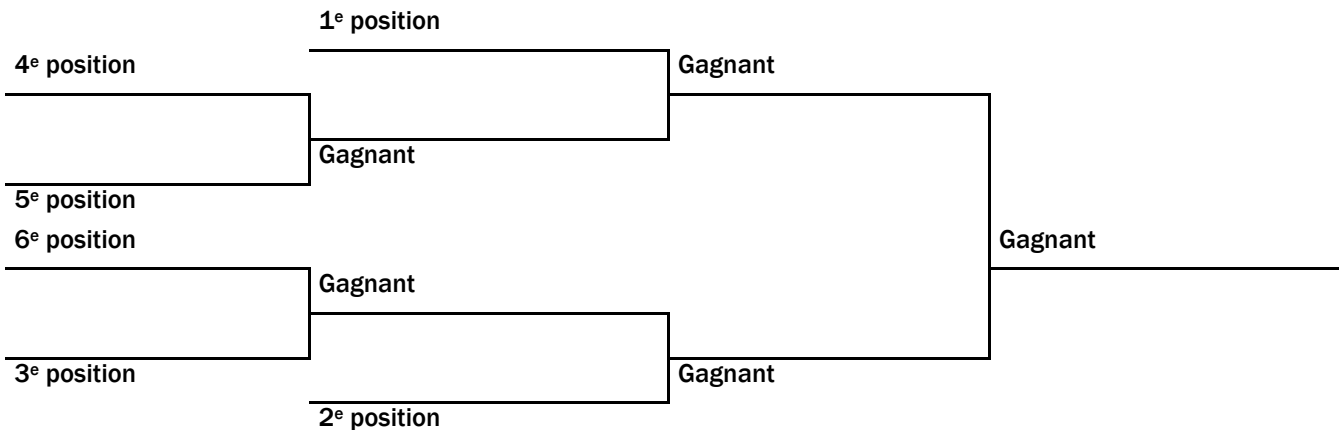 1ᵉ position
4ᵉ position
Gagnant
Gagnant
5ᵉ position
6ᵉ position
Gagnant
Gagnant
3ᵉ position
Gagnant
2ᵉ position